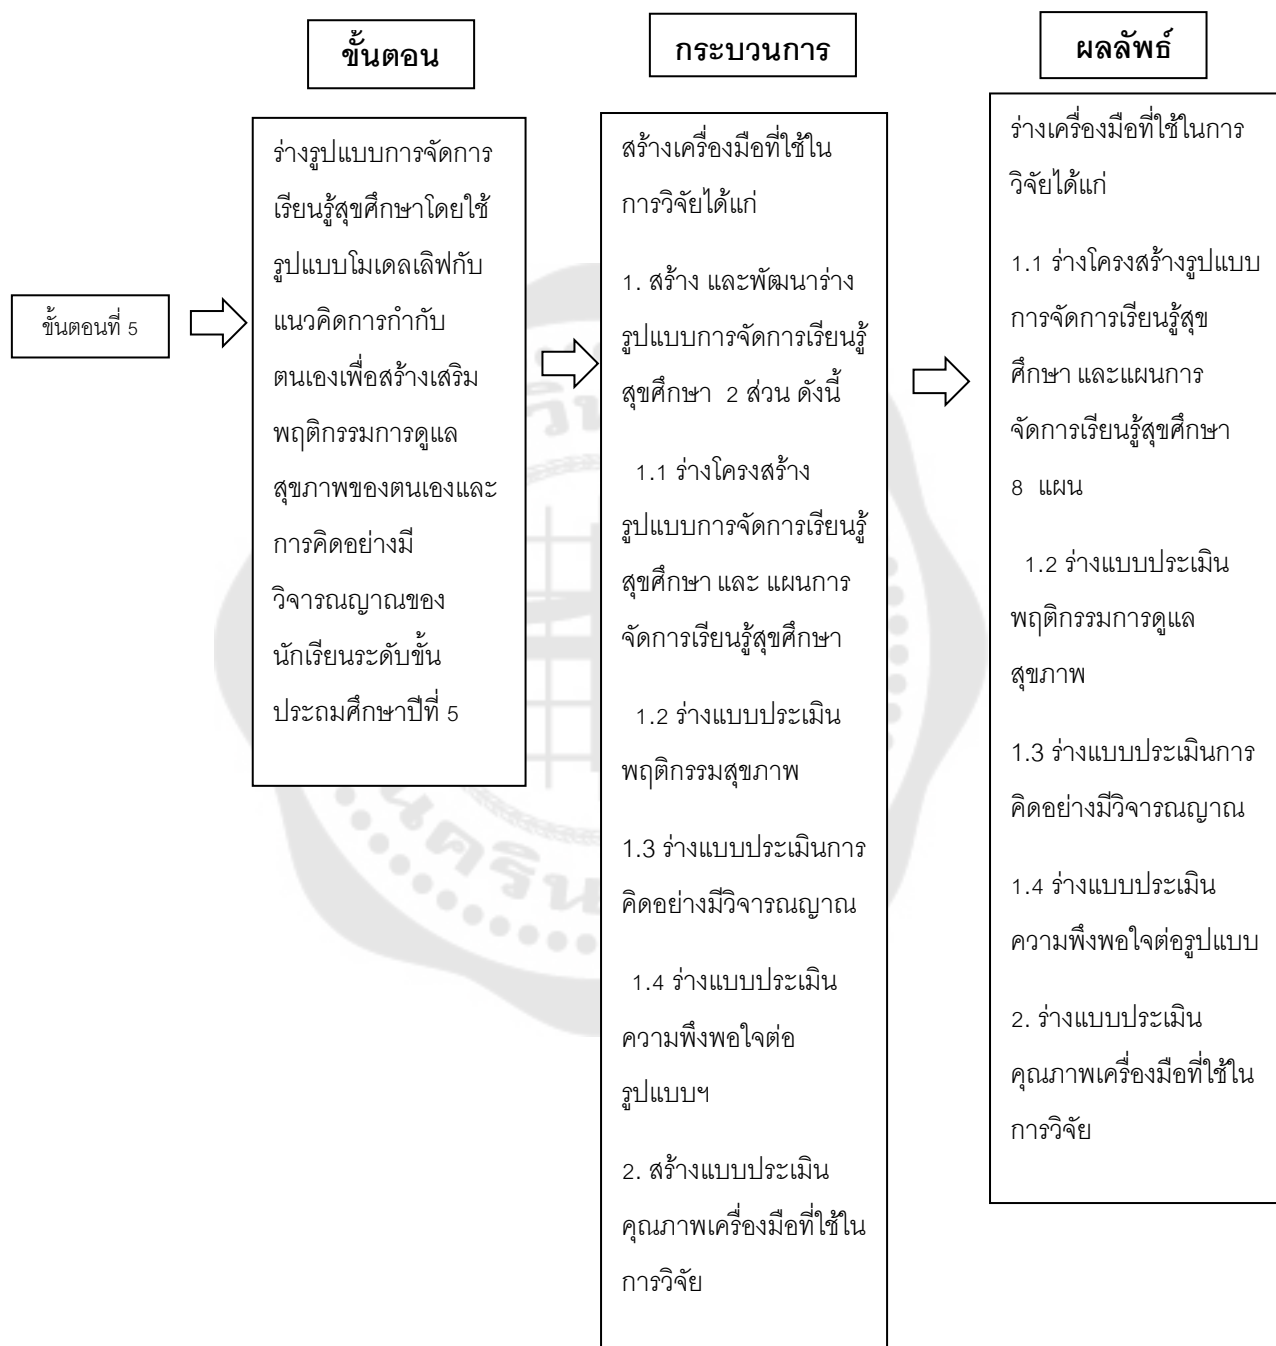 ขั้นตอน
กระบวนการ
ผลลัพธ์
ขั้นตอนที่ 5
ร่างรูปแบบการจัดการ
เรียนรู้สุขศึกษาโดยใช้
รูปแบบโมเดลเลิฟกับ
แนวคิดการกำกับ
ตนเองเพื่อสร้างเสริม
พฤติกรรมการดูแล
สุขภาพของตนเองและ
การคิดอย่างมี
วิจารณญาณของ
นักเรียนระดับขั้น
ประถมศึกษาปีที่ 5
สร้างเครื่องมือที่ใช้ใน
การวิจัยได้แก่
1. สร้าง และพัฒนาร่าง
รูปแบบการจัดการเรียนรู้
สุขศึกษา 2 ส่วน ดังนี้
1.1 ร่างโครงสร้าง
รูปแบบการจัดการเรียนรู้
สุขศึกษา และ แผนการ
จัดการเรียนรู้สุขศึกษา
1.2 ร่างแบบประเมิน
พฤติกรรมสุขภาพ
1.3 ร่างแบบประเมินการ
คิดอย่างมีวิจารณญาณ
1.4 ร่างแบบประเมิน
ความพึงพอใจต่อ
รูปแบบฯ
2. สร้างแบบประเมิน
คุณภาพเครื่องมือที่ใช้ใน
การวิจัย
ร่างเครื่องมือที่ใช้ในการ
วิจัยได้แก่
1.1 ร่างโครงสร้างรูปแบบ
การจัดการเรียนรู้สุข
ศึกษา และแผนการ
จัดการเรียนรู้สุขศึกษา
8 แผน
1.2 ร่างแบบประเมิน
พฤติกรรมการดูแล
สุขภาพ
1.3 ร่างแบบประเมินการ
คิดอย่างมีวิจารณญาณ
1.4 ร่างแบบประเมิน
ความพึงพอใจต่อรูปแบบ
2. ร่างแบบประเมิน
คุณภาพเครื่องมือที่ใช้ใน
การวิจัย